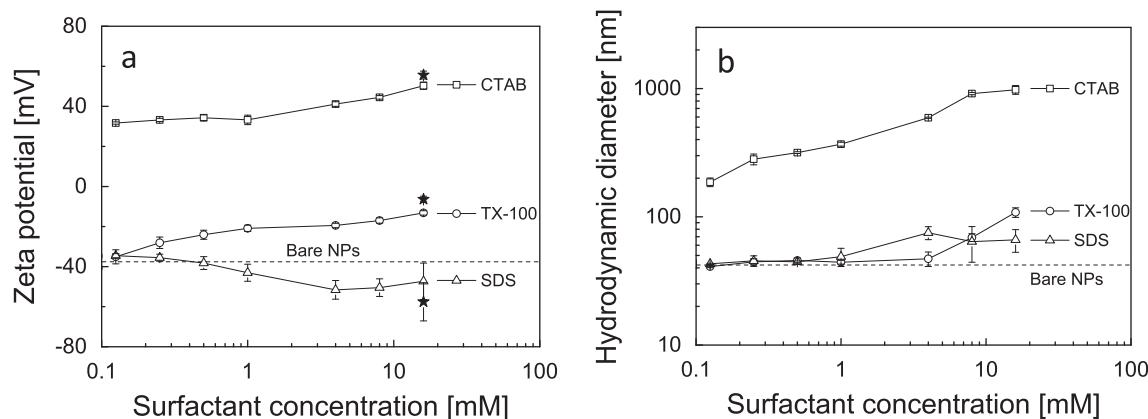 a
Zeta potential [mV]
80
40
0
-40
-80
CTAB
TX-100
Bare NPs
SDS
0.1
1
10
100
Surfactant concentration [mM]
b
Hydrodynamic diameter [nm]
1000
100
10
CTAB
TX-100
SDS
Bare NPs
0.1
1
10
100
Surfactant concentration [mM]